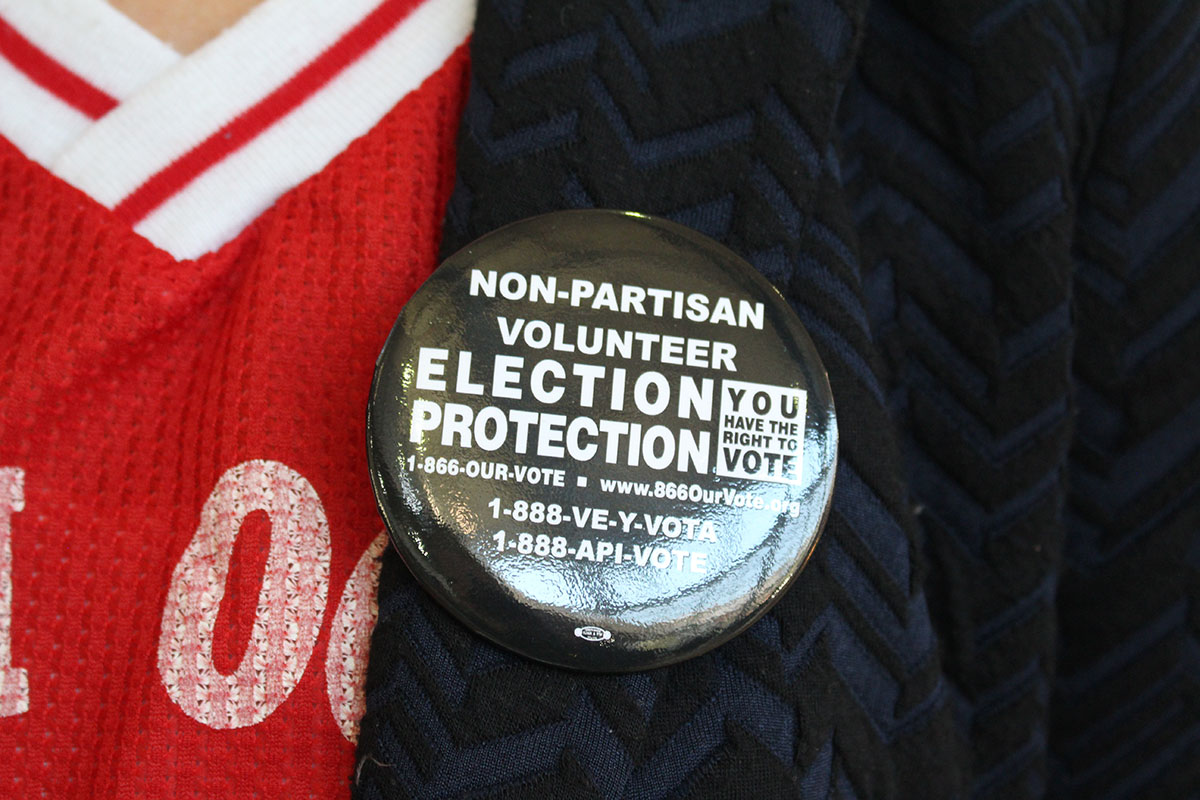 NON-PARTISAN
VOLUNTEER
ELECTION
PROTECTION
YOU
HAVE THE
RIGHT TO
VOTE
1-866-OUR-VOTE ▪ www.866OurVote.org
1-888-VE-Y-VOTA
1-888-API-VOTE